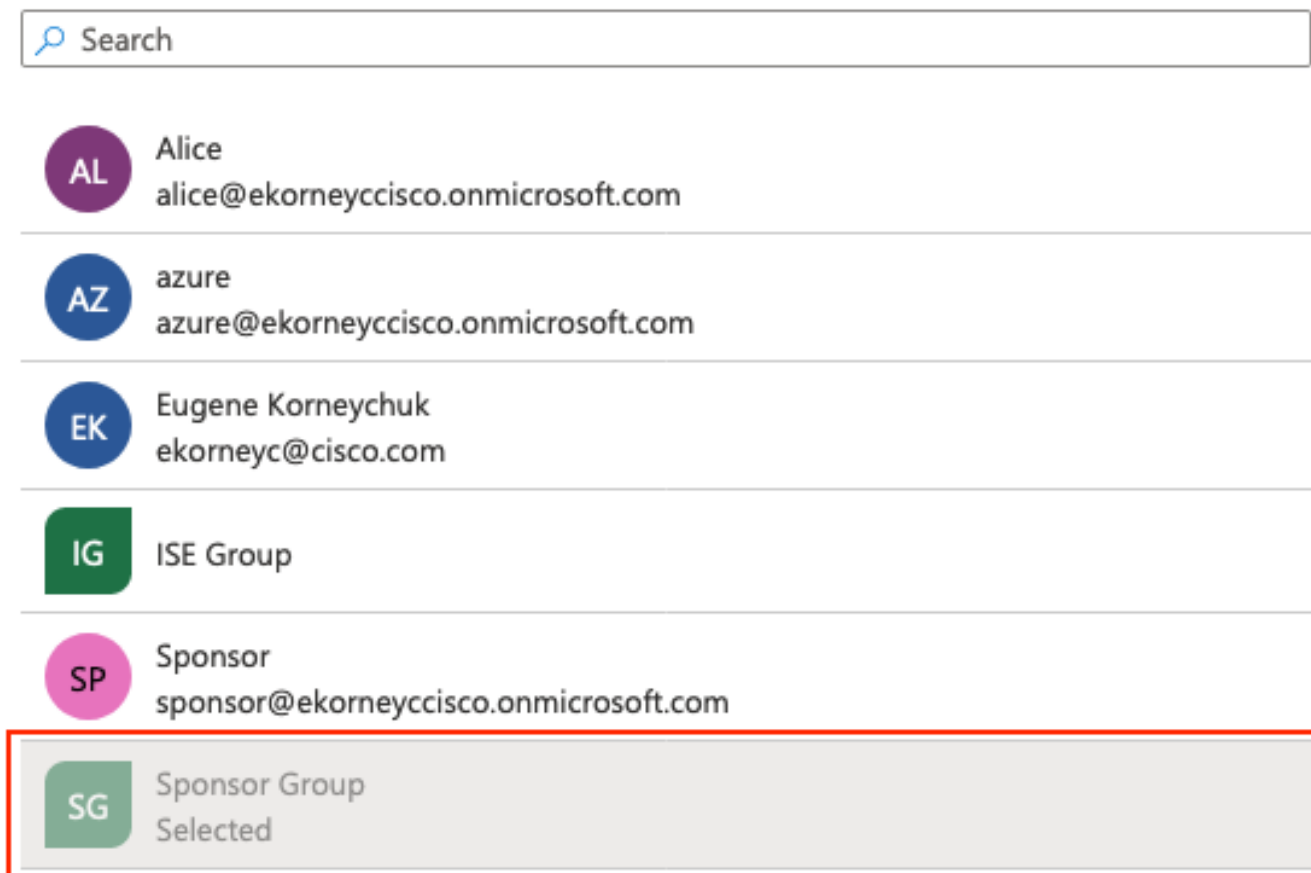 Search
AL
Alice
alice@ekorneyccisco.onmicrosoft.com
AZ
azure
azure@ekorneyccisco.onmicrosoft.com
EK
Eugene Korneychuk
ekorneyc@cisco.com
IG
ISE Group
SP
Sponsor
sponsor@ekorneyccisco.onmicrosoft.com
SG
Sponsor Group
Selected